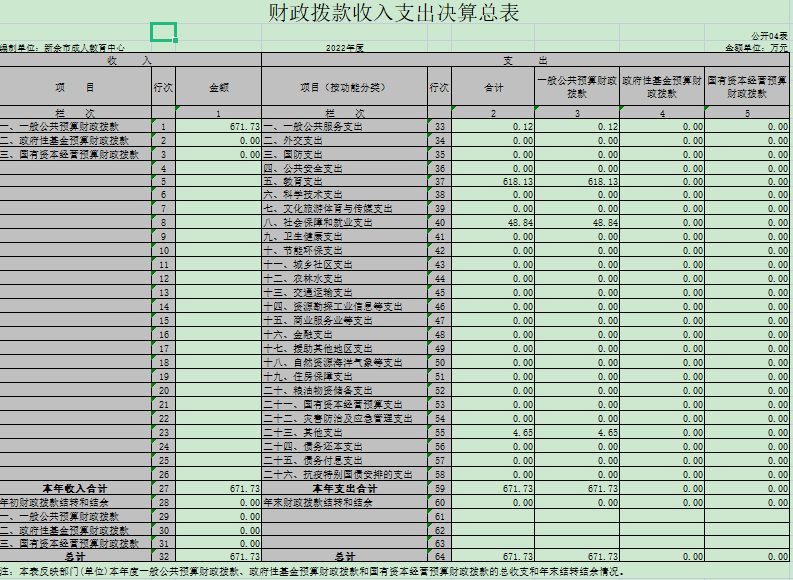 财政拨款收入支出决算总表
公开04表
编制单位：新余市成人教育中心 2022年度 金额单位：万元
收 入 支 出
项 目 行次 金额 项目（按功能分类） 行次 合计 一般公共预算财政拨款 政府性基金预算财政拨款 国有资本经营预算财政拨款
栏 次 1 栏 次 2 3 4 5
一、一般公共预算财政拨款 1 671.73 一、一般公共服务支出 33 0.12 0.12 0.00 0.00
二、政府性基金预算财政拨款 2 0.00 二、外交支出 34 0.00 0.00 0.00 0.00
三、国有资本经营预算财政拨款 3 0.00 三、国防支出 35 0.00 0.00 0.00 0.00
4 四、公共安全支出 36 0.00 0.00 0.00 0.00
5 五、教育支出 37 618.13 618.13 0.00 0.00
6 六、科学技术支出 38 0.00 0.00 0.00 0.00
7 七、文化旅游体育与传媒支出 39 0.00 0.00 0.00 0.00
8 八、社会保障和就业支出 40 48.84 48.84 0.00 0.00
9 九、卫生健康支出 41 0.00 0.00 0.00 0.00
10 十、节能环保支出 42 0.00 0.00 0.00 0.00
11 十一、城乡社区支出 43 0.00 0.00 0.00 0.00
12 十二、农林水支出 44 0.00 0.00 0.00 0.00
13 十三、交通运输支出 45 0.00 0.00 0.00 0.00
14 十四、资源勘探工业信息等支出 46 0.00 0.00 0.00 0.00
15 十五、商业服务业等支出 47 0.00 0.00 0.00 0.00
16 十六、金融支出 48 0.00 0.00 0.00 0.00
17 十七、援助其他地区支出 49 0.00 0.00 0.00 0.00
18 十八、自然资源海洋气象等支出 50 0.00 0.00 0.00 0.00
19 十九、住房保障支出 51 0.00 0.00 0.00 0.00
20 二十、粮油物资储备支出 52 0.00 0.00 0.00 0.00
21 二十一、国有资本经营预算支出 53 0.00 0.00 0.00 0.00
22 二十二、灾害防治及应急管理支出 54 0.00 0.00 0.00 0.00
23 二十三、其他支出 55 4.65 4.65 0.00 0.00
24 二十四、债务还本支出 56 0.00 0.00 0.00 0.00
25 二十五、债务付息支出 57 0.00 0.00 0.00 0.00
26 二十六、抗疫特别国债安排的支出 58 0.00 0.00 0.00 0.00
本年收入合计 27 671.73 本年支出合计 59 671.73 671.73 0.00 0.00
年初财政拨款结转和结余 28 0.00 年末财政拨款结转和结余 60 0.00 0.00 0.00 0.00
一、一般公共预算财政拨款 29 0.00 61
二、政府性基金预算财政拨款 30 0.00 62
三、国有资本经营预算财政拨款 31 0.00 63
总计 32 671.73 总计 64 671.73 671.73 0.00 0.00
注：本表反映部门(单位)本年度一般公共预算财政拨款、政府性基金预算财政拨款和国有资本经营预算财政拨款的总收支和年末结转结余情况。